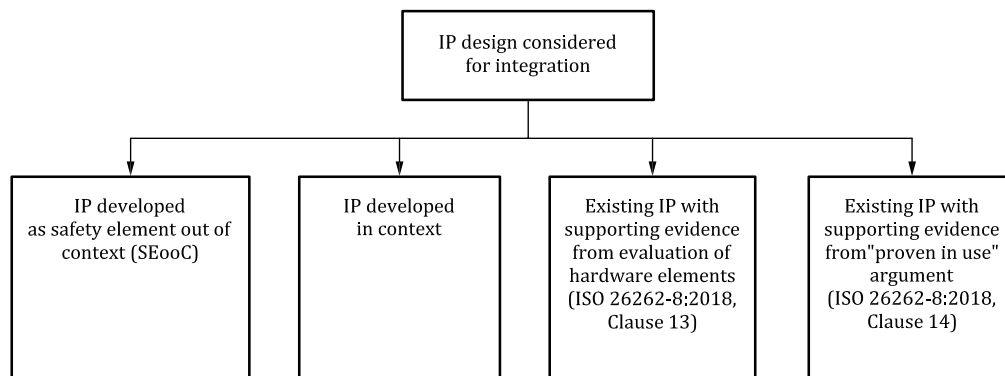 IP design considered
for integration
IP developed
as safety element out of
context (SEooC)
IP developed
in context
Existing IP with
supporting evidence
from evaluation of
hardware elements
(ISO 26262-8:2018,
Clause 13)
Existing IP with
supporting evidence
from"proven in use"
argument
(ISO 26262-8:2018,
Clause 14)